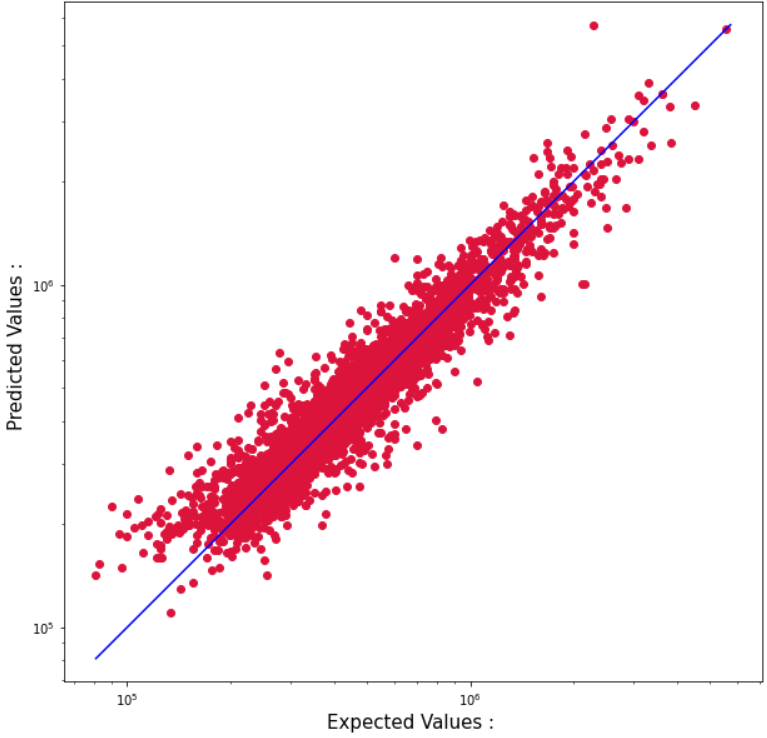 Predicted Values :
10⁶
10⁵
10⁵
10⁶
Expected Values :